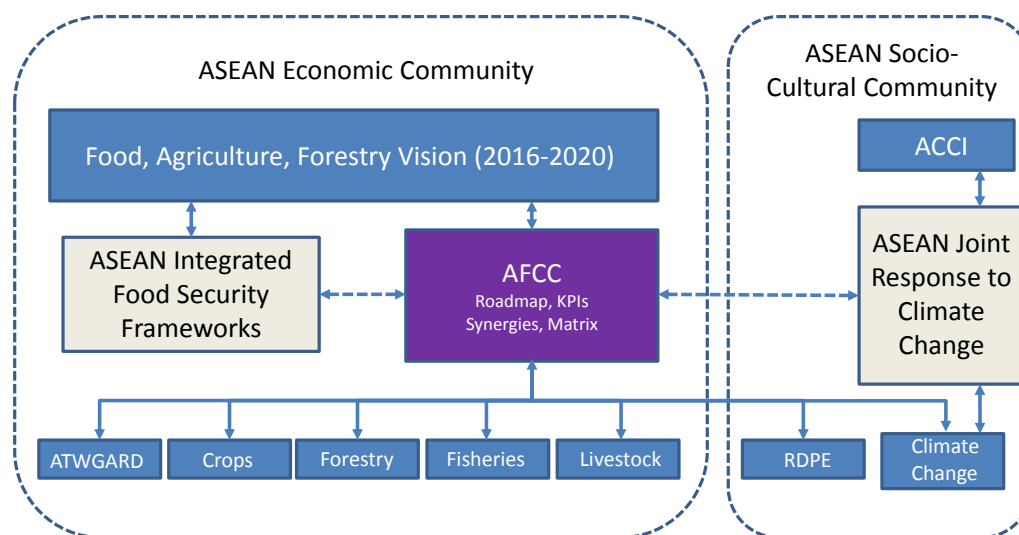 ASEAN Economic Community
Food, Agriculture, Forestry Vision (2016-2020)
ASEAN Integrated
Food Security
Frameworks
AFCC
Roadmap, KPIs
Synergies, Matrix
ATWGARD
Crops
Forestry
Fisheries
Livestock
ASEAN Socio-
Cultural Community
ACCI
ASEAN Joint
Response to
Climate
Change
RDPE
Climate
Change